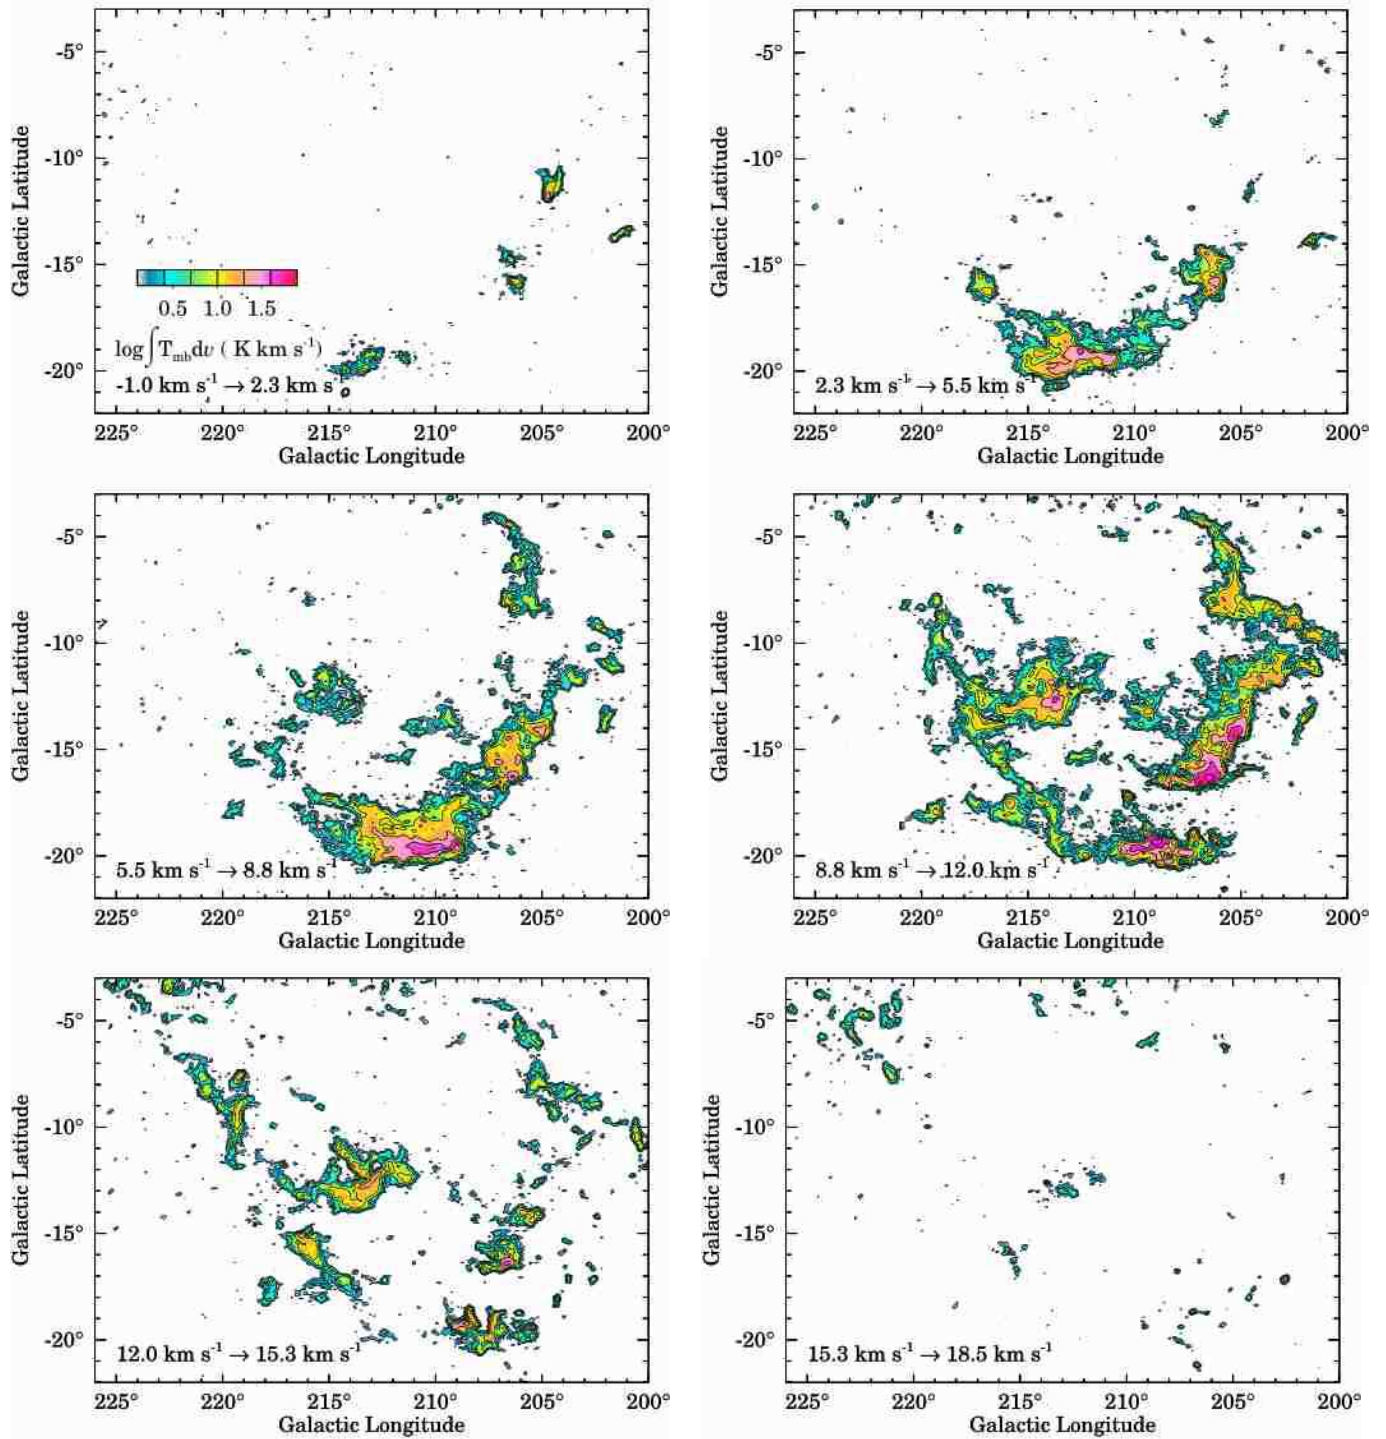 -5°
-10°
-15°
-20°
Galactic Latitude
0.5 1.0 1.5
log∫T_mb dv ( K km s⁻¹)
-1.0 km s⁻¹ → 2.3 km s
225° 220° 215° 210° 205° 200°
Galactic Longitude
-5°
-10°
-15°
-20°
Galactic Latitude
2.3 km s⁻¹ → 5.5 km s⁻¹
225° 220° 215° 210° 205° 200°
Galactic Longitude
-5°
-10°
-15°
-20°
Galactic Latitude
5.5 km s⁻¹ → 8.8 km s⁻¹
225° 220° 215° 210° 205° 200°
Galactic Longitude
-5°
-10°
-15°
-20°
Galactic Latitude
8.8 km s⁻¹ → 12.0 km s⁻¹
225° 220° 215° 210° 205° 200°
Galactic Longitude
-5°
-10°
-15°
-20°
Galactic Latitude
12.0 km s⁻¹ → 15.3 km s⁻¹
225° 220° 215° 210° 205° 200°
Galactic Longitude
-5°
-10°
-15°
-20°
Galactic Latitude
15.3 km s⁻¹ → 18.5 km s⁻¹
225° 220° 215° 210° 205° 200°
Galactic Longitude